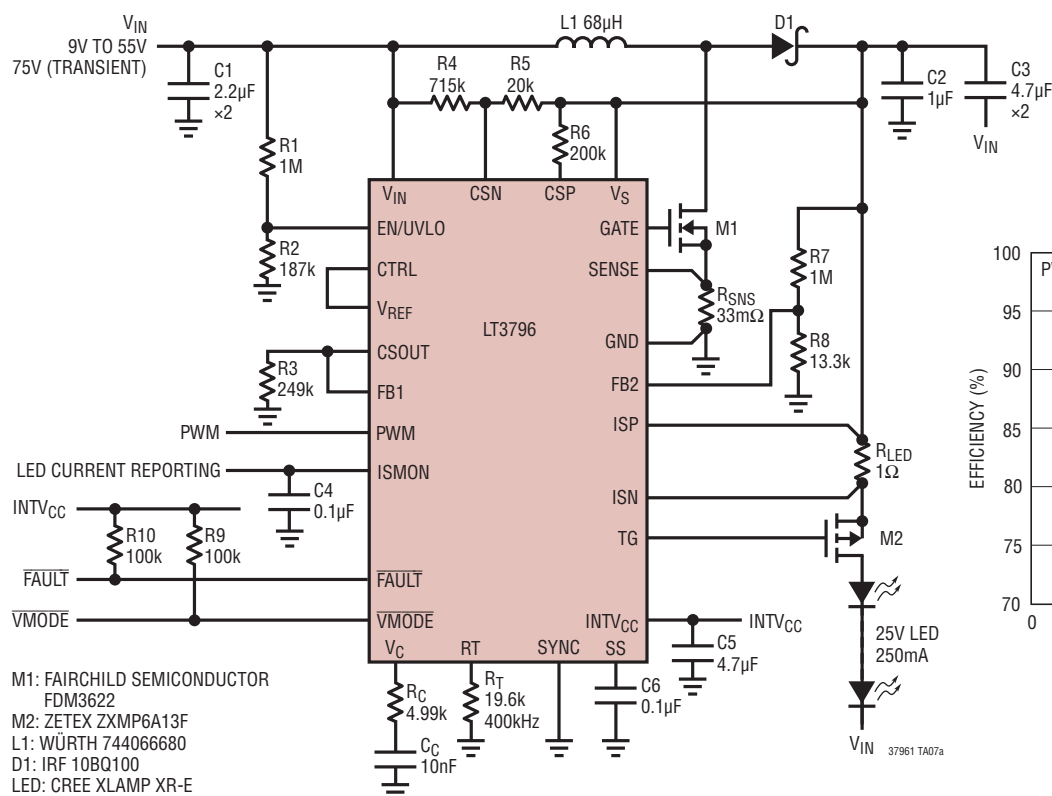 VIN
9V TO 55V
75V (TRANSIENT)
C1
2.2µF
×2
R1
1M
R2
187k
R4
715k
R5
20k
R6
200k
L1 68µH
D1
C2
1µF
C3
4.7µF
×2
VIN
VIN
CSN
CSP
VS
EN/UVLO
CTRL
VREF
CSOUT
FB1
PWM
ISMON
FAULT
VMODE
VC
RT
SYNC
SS
LT3796
GATE
SENSE
GND
FB2
ISP
ISN
TG
INTVCC
M1
RSNS
33mΩ
R7
1M
R8
13.3k
RLED
1Ω
M2
R3
249k
PWM
LED CURRENT REPORTING
C4
0.1µF
INTVCC
R10
100k
R9
100k
FAULT
VMODE
RC
4.99k
CC
10nF
RT
19.6k
400kHz
C6
0.1µF
C5
4.7µF
INTVCC
25V LED
250mA
VIN
37961 TA07a
M1: FAIRCHILD SEMICONDUCTOR
FDM3622
M2: ZETEX ZXMP6A13F
L1: WÜRTH 744066680
D1: IRF 10BQ100
LED: CREE XLAMP XR-E
EFFICIENCY (%)
100
95
90
85
80
75
70
0